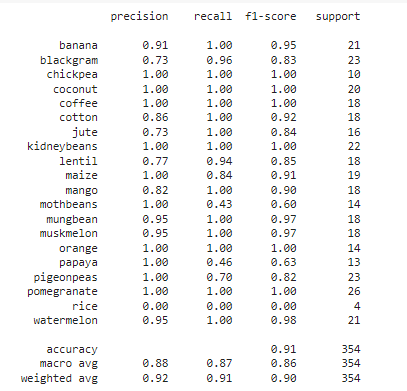 precision recall f1-score support
banana 0.91 1.00 0.95 21
blackgram 0.73 0.96 0.83 23
chickpea 1.00 1.00 1.00 10
coconut 1.00 1.00 1.00 20
coffee 1.00 1.00 1.00 18
cotton 0.86 1.00 0.92 18
jute 0.73 1.00 0.84 16
kidneybeans 1.00 1.00 1.00 22
lentil 0.77 0.94 0.85 18
maize 1.00 0.84 0.91 19
mango 0.82 1.00 0.90 18
mothbeans 1.00 0.43 0.60 14
mungbean 0.95 1.00 0.97 18
muskmelon 0.95 1.00 0.97 18
orange 1.00 1.00 1.00 14
papaya 1.00 0.46 0.63 13
pigeonpeas 1.00 0.70 0.82 23
pomegranate 1.00 1.00 1.00 26
rice 0.00 0.00 0.00 4
watermelon 0.95 1.00 0.98 21
accuracy 0.91 354
macro avg 0.88 0.87 0.86 354
weighted avg 0.92 0.91 0.90 354